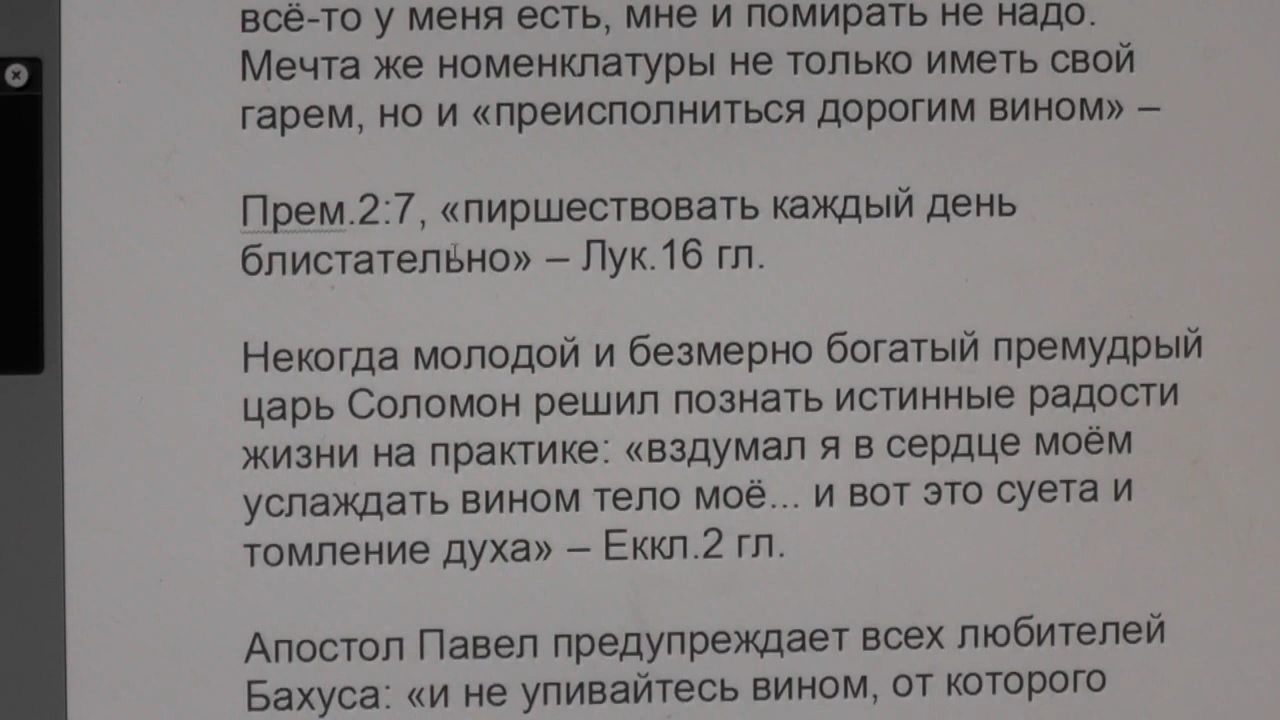 всё-то у меня есть, мне и помирать не надо.
Мечта же номенклатуры не только иметь свой
гарем, но и «преисполниться дорогим вином» –
Прем.2:7, «пиршествовать каждый день
блистательно» – Лук.16 гл.
Некогда молодой и безмерно богатый премудрый
царь Соломон решил познать истинные радости
жизни на практике: «вздумал я в сердце моём
услаждать вином тело моё... и вот это суета и
томление духа» – Еккл.2 гл.
Апостол Павел предупреждает всех любителей
Бахуса: «и не упивайтесь вином, от которого